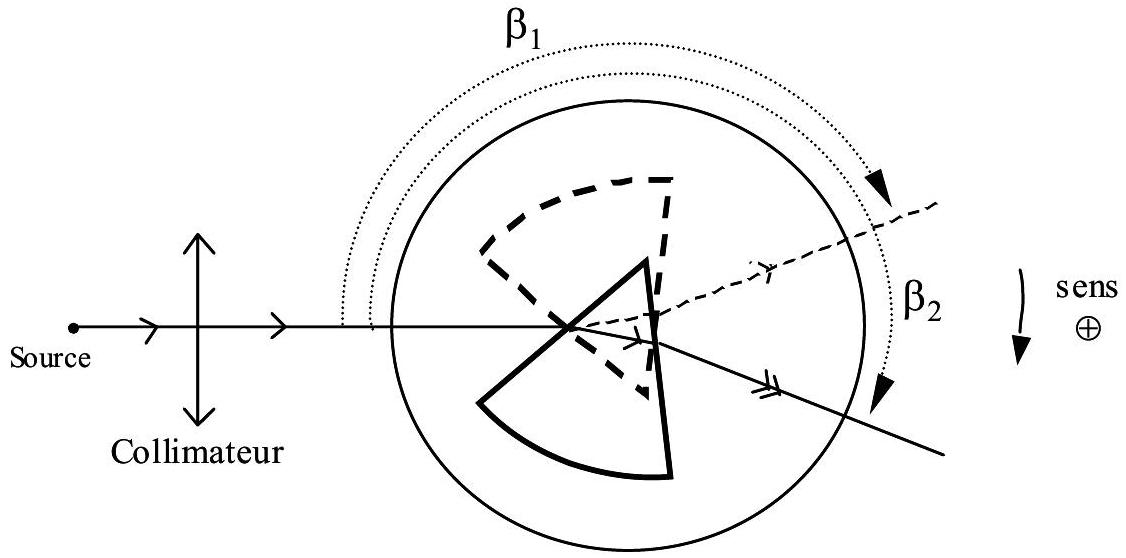 β₁
β₂
sens
⊕
Source
Collimateur